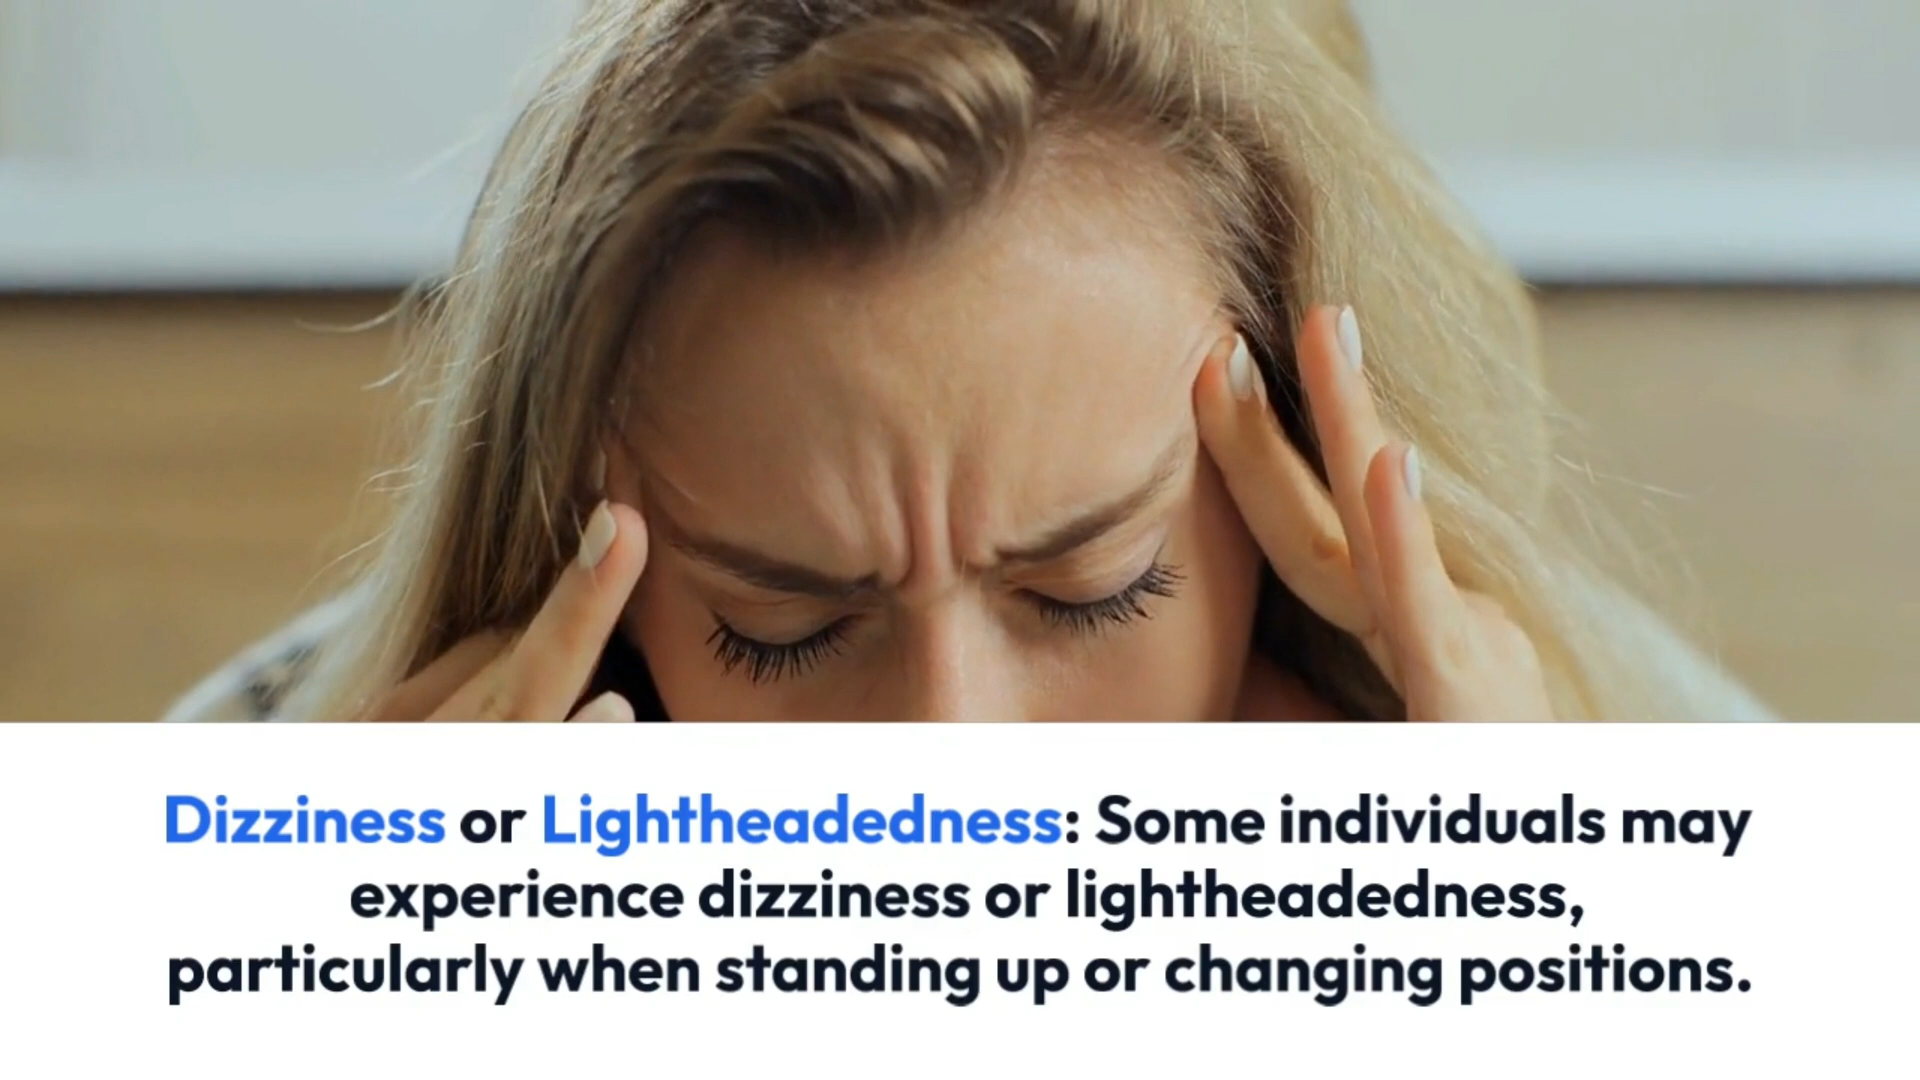 Dizziness or Lightheadedness: Some individuals may
experience dizziness or lightheadedness,
particularly when standing up or changing positions.